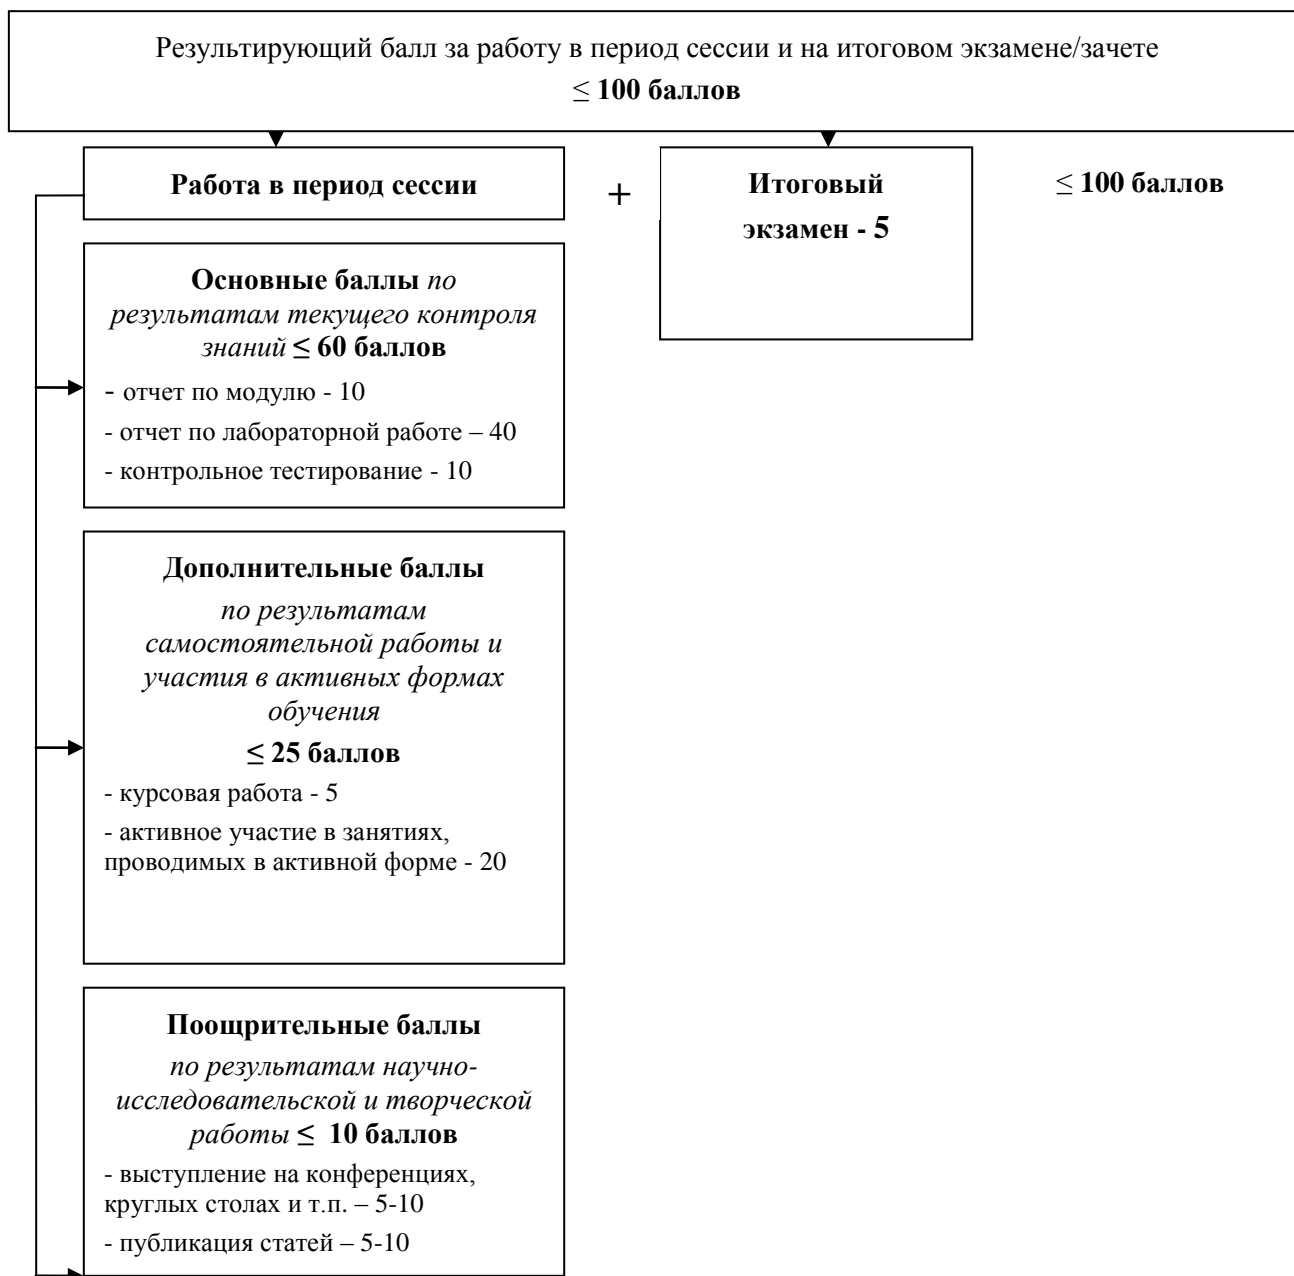 Результирующий балл за работу в период сессии и на итоговом экзамене/зачете
≤ 100 баллов
Работа в период сессии
+
Итоговый
экзамен - 5
≤ 100 баллов
Основные баллы по
результатам текущего контроля
знаний ≤ 60 баллов
- отчет по модулю - 10
- отчет по лабораторной работе – 40
- контрольное тестирование - 10
Дополнительные баллы
по результатам
самостоятельной работы и
участия в активных формах
обучения
≤ 25 баллов
- курсовая работа - 5
- активное участие в занятиях,
проводимых в активной форме - 20
Поощрительные баллы
по результатам научно-
исследовательской и творческой
работы ≤ 10 баллов
- выступление на конференциях,
круглых столах и т.п. – 5-10
- публикация статей – 5-10